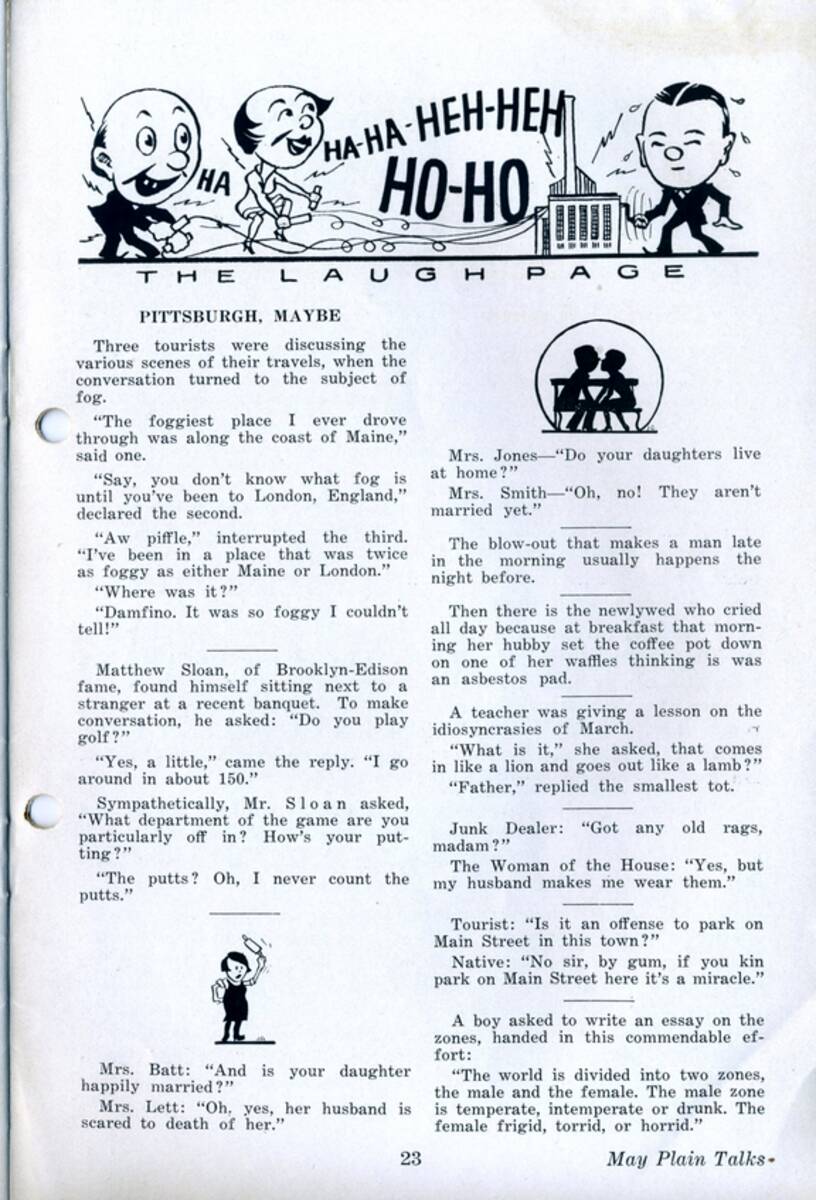 HA
HA-HA-HEH-HEH
HO-HO
THE LAUGH PAGE
PITTSBURGH, MAYBE
Three tourists were discussing the
various scenes of their travels, when the
conversation turned to the subject of
fog.
"The foggiest place I ever drove
through was along the coast of Maine,"
said one.
"Say, you don't know what fog is
until you've been to London, England,"
declared the second.
"Aw piffle," interrupted the third.
"I've been in a place that was twice
as foggy as either Maine or London."
"Where was it?"
"Damfino. It was so foggy I couldn't
tell!"
Matthew Sloan, of Brooklyn-Edison
fame, found himself sitting next to a
stranger at a recent banquet. To make
conversation, he asked: "Do you play
golf?"
"Yes, a little," came the reply. "I go
around in about 150."
Sympathetically, Mr. Sloan asked,
"What department of the game are you
particularly off in? How's your put-
ting?"
"The putts? Oh, I never count the
putts."
Mrs. Batt: "And is your daughter
happily married?"
Mrs. Lett: "Oh, yes, her husband is
scared to death of her."
Mrs. Jones—"Do your daughters live
at home?"
Mrs. Smith—"Oh, no! They aren't
married yet."
The blow-out that makes a man late
in the morning usually happens the
night before.
Then there is the newlywed who cried
all day because at breakfast that morn-
ing her hubby set the coffee pot down
on one of her waffles thinking is was
an asbestos pad.
A teacher was giving a lesson on the
idiosyncrasies of March.
"What is it," she asked, that comes
in like a lion and goes out like a lamb?"
"Father," replied the smallest tot.
Junk Dealer: "Got any old rags,
madam?"
The Woman of the House: "Yes, but
my husband makes me wear them."
Tourist: "Is it an offense to park on
Main Street in this town?"
Native: "No sir, by gum, if you kin
park on Main Street here it's a miracle."
A boy asked to write an essay on the
zones, handed in this commendable ef-
fort:
"The world is divided into two zones,
the male and the female. The male zone
is temperate, intemperate or drunk. The
female frigid, torrid, or horrid."
23
May Plain Talks